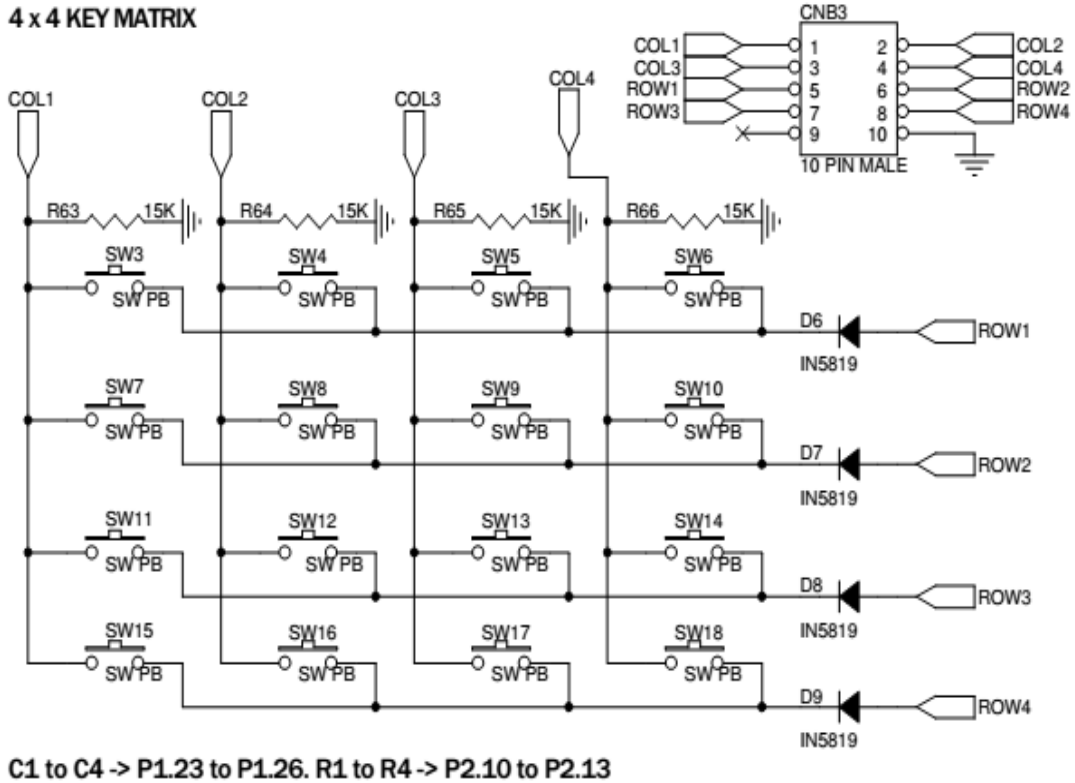 4 x 4 KEY MATRIX
CNB3
COL1 1 2 COL2
COL3 3 4 COL4
ROW1 5 6 ROW2
ROW3 7 8 ROW4
9 10
10 PIN MALE
COL1 COL2 COL3 COL4
R63 15K R64 15K R65 15K R66 15K
SW3 SW4 SW5 SW6
SW PB SW PB SW PB SW PB
D6 ROW1
IN5819
SW7 SW8 SW9 SW10
SW PB SW PB SW PB SW PB
D7 ROW2
IN5819
SW11 SW12 SW13 SW14
SW PB SW PB SW PB SW PB
D8 ROW3
IN5819
SW15 SW16 SW17 SW18
SW PB SW PB SW PB SW PB
D9 ROW4
IN5819
C1 to C4 -> P1.23 to P1.26. R1 to R4 -> P2.10 to P2.13